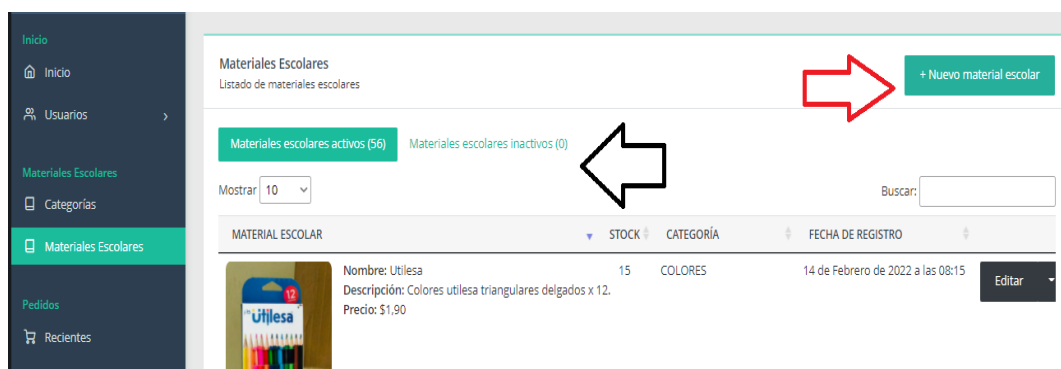 Inicio
Inicio
Usuarios
Materiales Escolares
Categorías
Materiales Escolares
Pedidos
Recientes
Materiales Escolares
Listado de materiales escolares
+ Nuevo material escolar
Materiales escolares activos (56) Materiales escolares inactivos (0)
Mostrar 10
Buscar:
MATERIAL ESCOLAR STOCK CATEGORÍA FECHA DE REGISTRO
Nombre: Utilesa 15 COLORES 14 de Febrero de 2022 a las 08:15 Editar
Descripción: Colores utilesa triangulares delgados x 12.
Precio: $1,90
12
utilesa